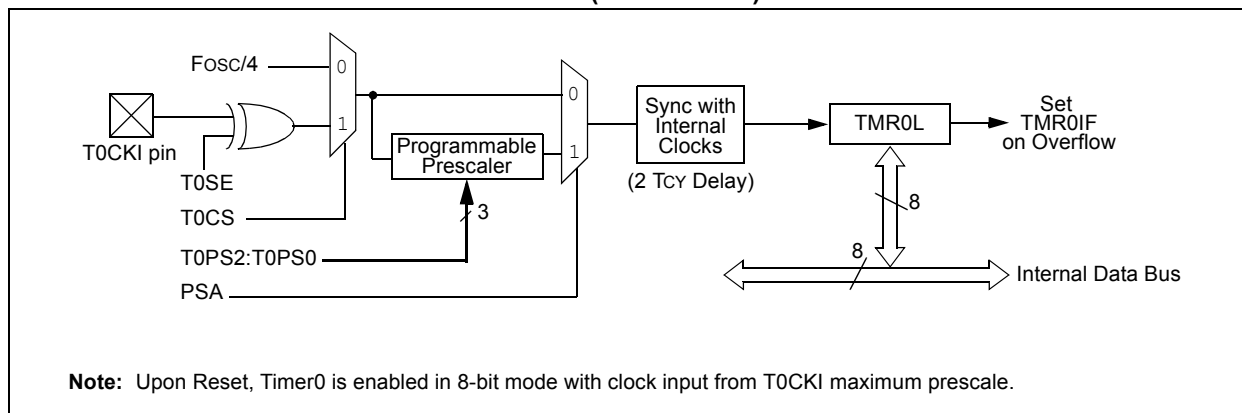 FOSC/4
0
1
T0CKI pin
T0SE
T0CS
Programmable
Prescaler
0
1
3
T0PS2:T0PS0
PSA
Sync with
Internal
Clocks
(2 TCY Delay)
TMR0L
Set
TMR0IF
on Overflow
8
8
Internal Data Bus
Note: Upon Reset, Timer0 is enabled in 8-bit mode with clock input from T0CKI maximum prescale.